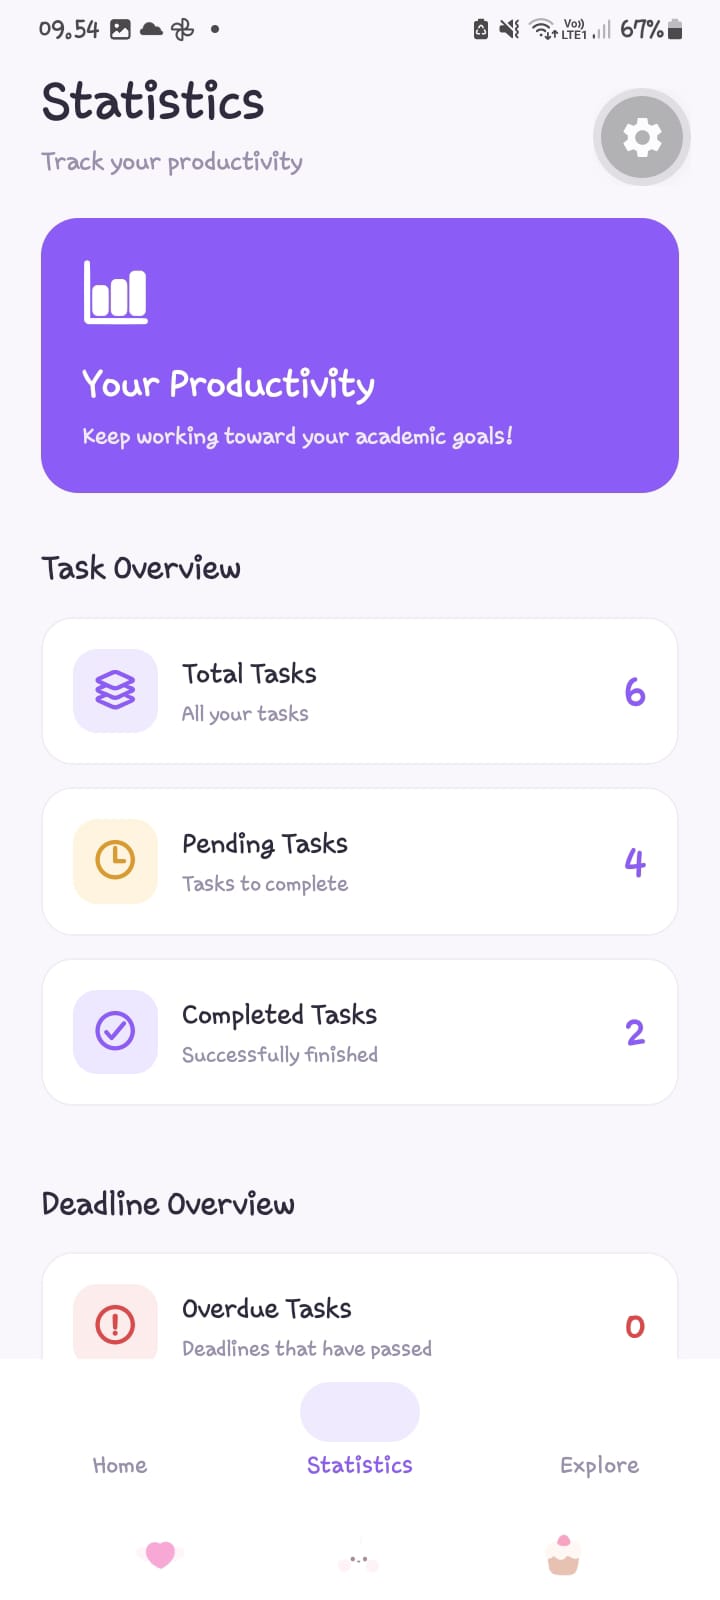 09.54
Vo))
LTE1
67%
Statistics
Track your productivity
Your Productivity
Keep working toward your academic goals!
Task Overview
Total Tasks
All your tasks
6
Pending Tasks
Tasks to complete
4
Completed Tasks
Successfully finished
2
Deadline Overview
Overdue Tasks
Deadlines that have passed
0
Home
Statistics
Explore